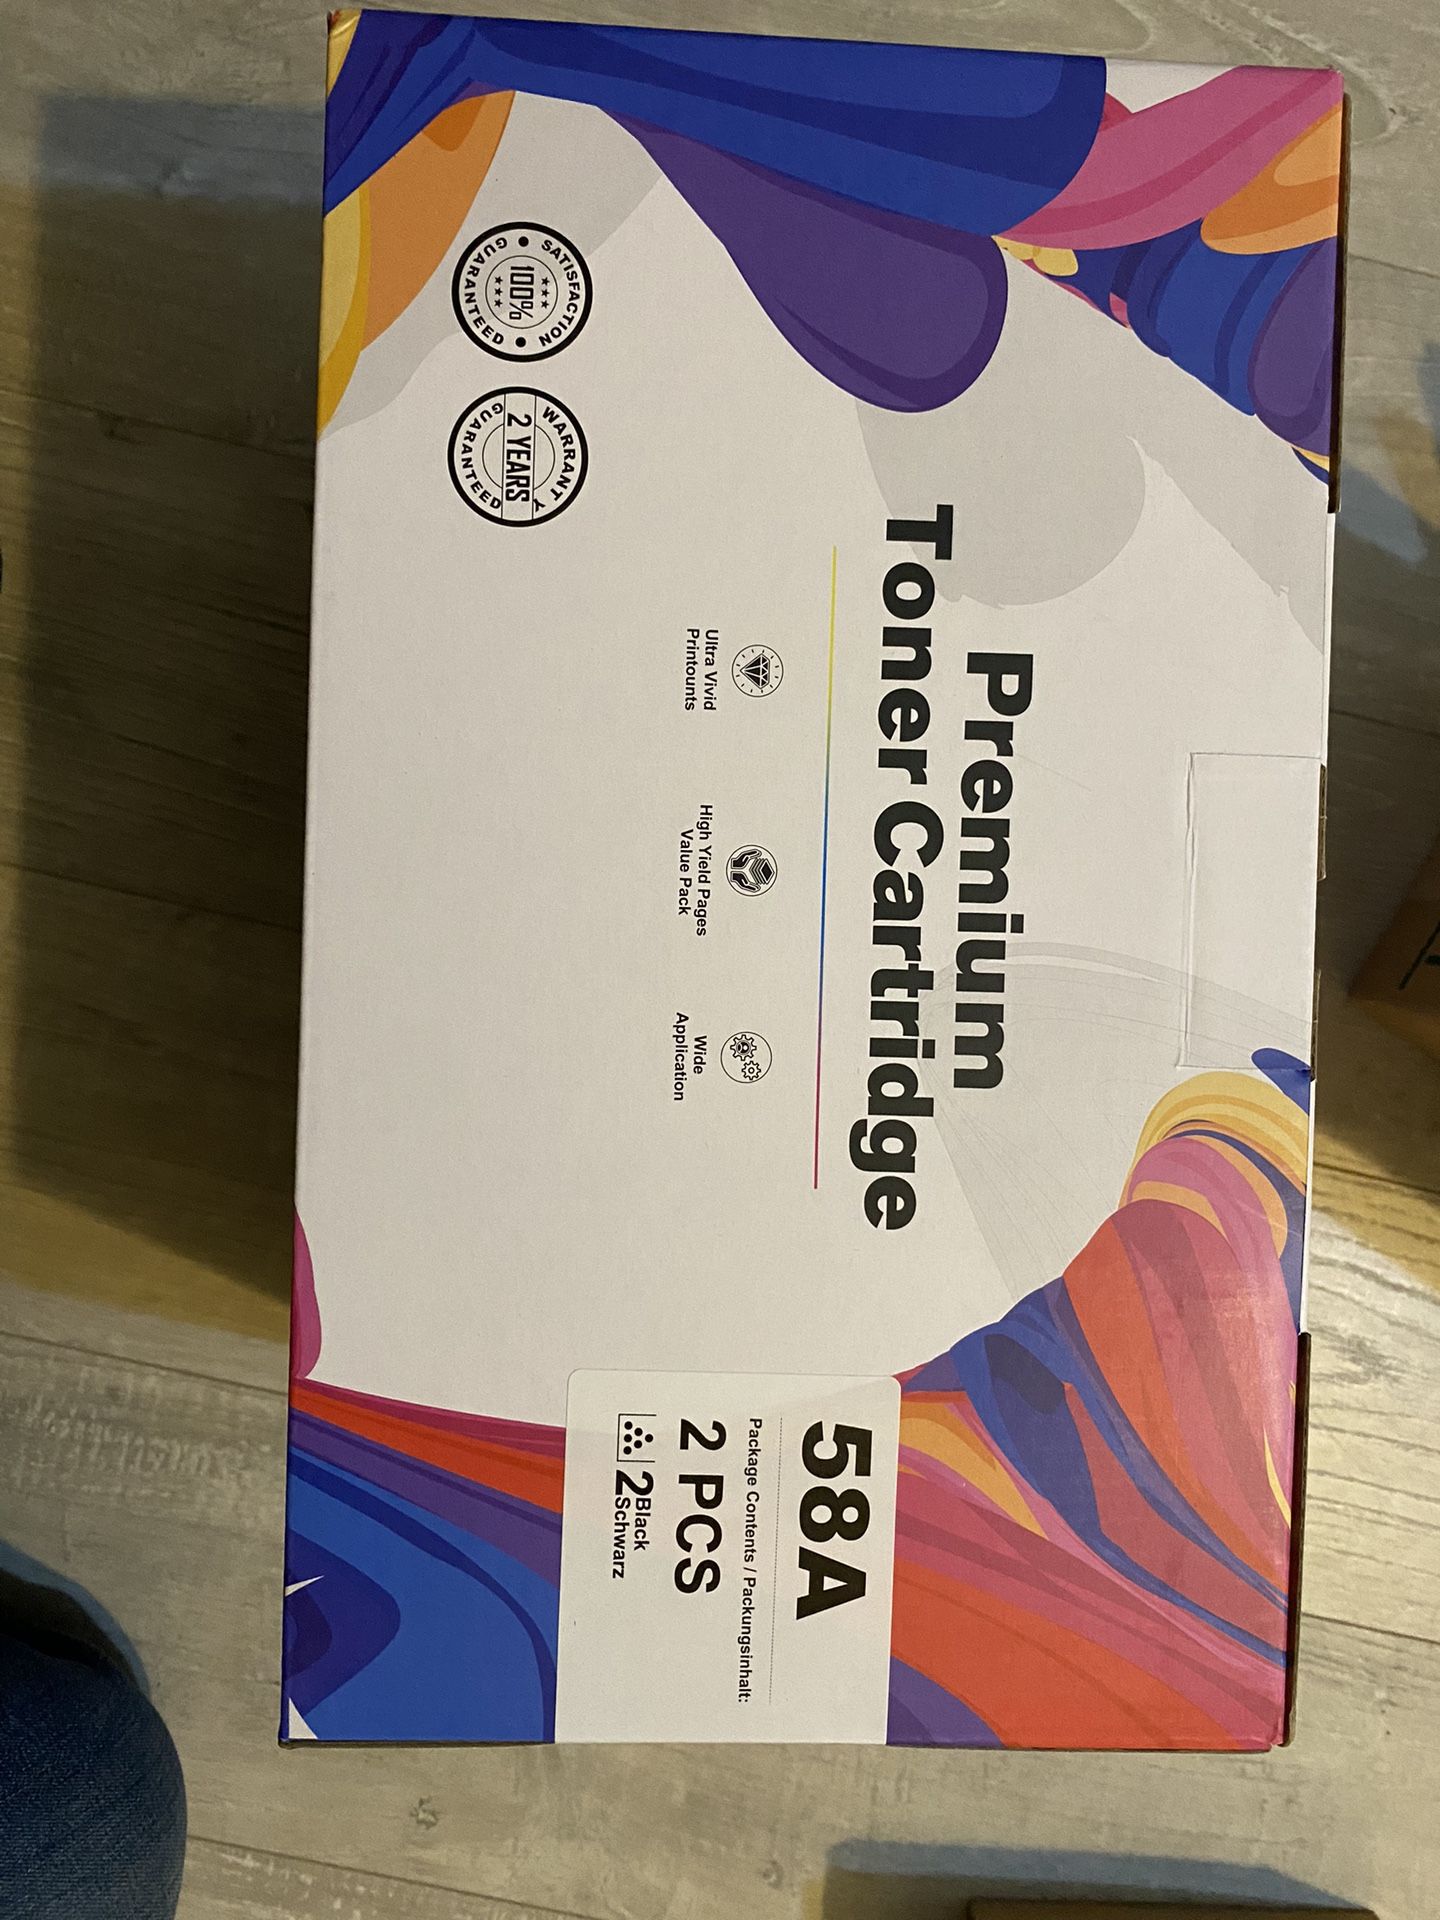 Premium
Toner Cartridge
Ultra Vivid
Printounts
High Yield Pages
Value Pack
Wide
Application
SATISFACTION
100%
GUARANTEED
WARRANTY
2 YEARS
GUARANTEED
58A
Package Contents / Packungsinhalt:
2 PCS
2 Black
Schwarz